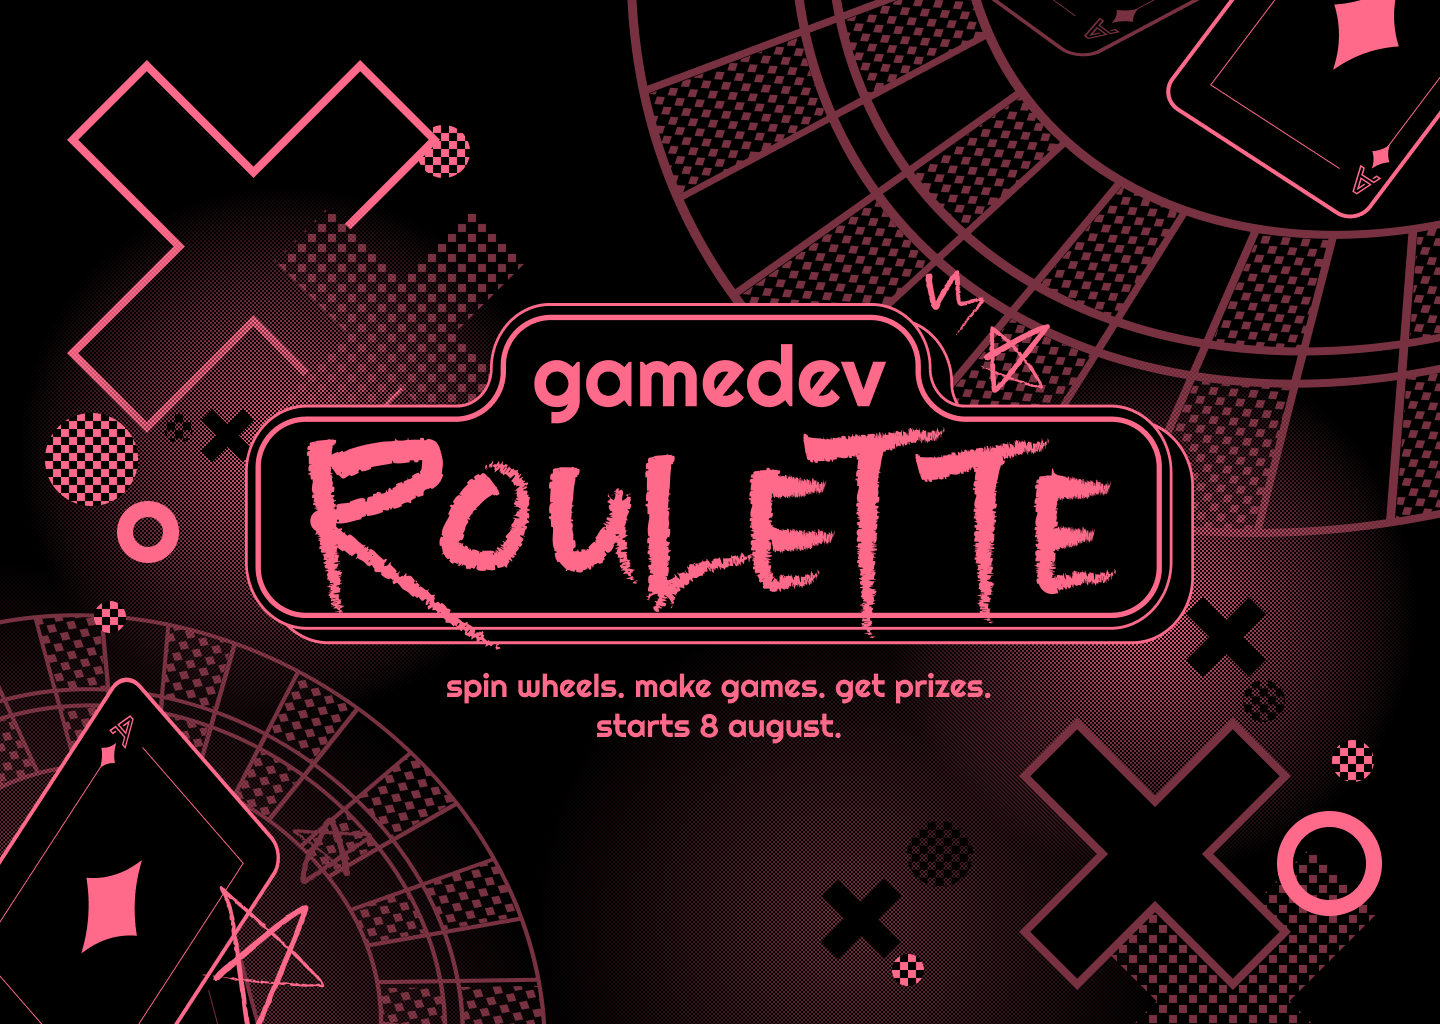 A
A
gamedev
ROULETTE
spin wheels. make games. get prizes.
starts 8 august.
A